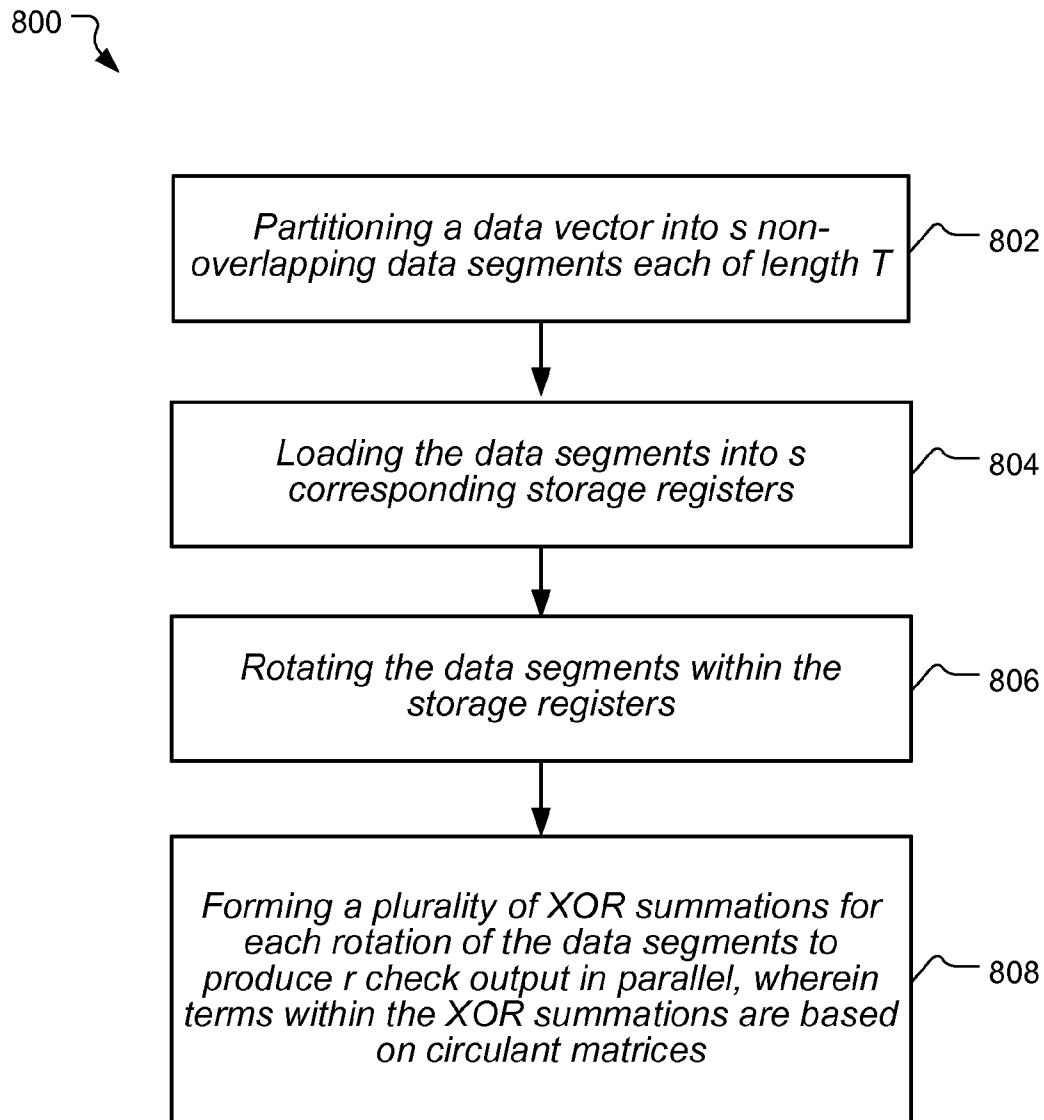 800
Partitioning a data vector into s non-
overlapping data segments each of length T
802
Loading the data segments into s
corresponding storage registers
804
Rotating the data segments within the
storage registers
806
Forming a plurality of XOR summations for
each rotation of the data segments to
produce r check output in parallel, wherein
terms within the XOR summations are based
on circulant matrices
808